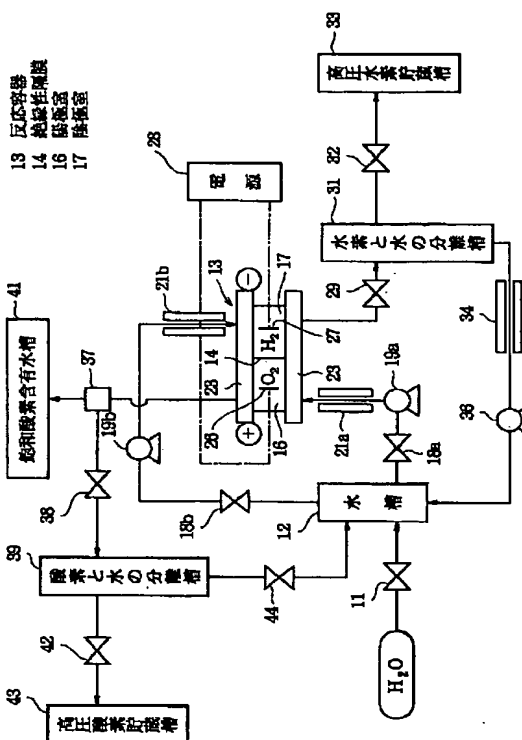 13 反応容器
14 絶縁性隔膜
16 陽極室
17 陰極室
41
飽和酸素含有水槽
37
19b
38
39
酸素と水の分離槽
42
43
高圧酸素貯蔵槽
44
18b
21b
13
28
電源
14
23
26
O2
H2
17
27
16
23
21a
19a
18a
12
水槽
11
H2O
29
31
水素と水の分離槽
32
33
高圧水素貯蔵槽
34
36
+
−